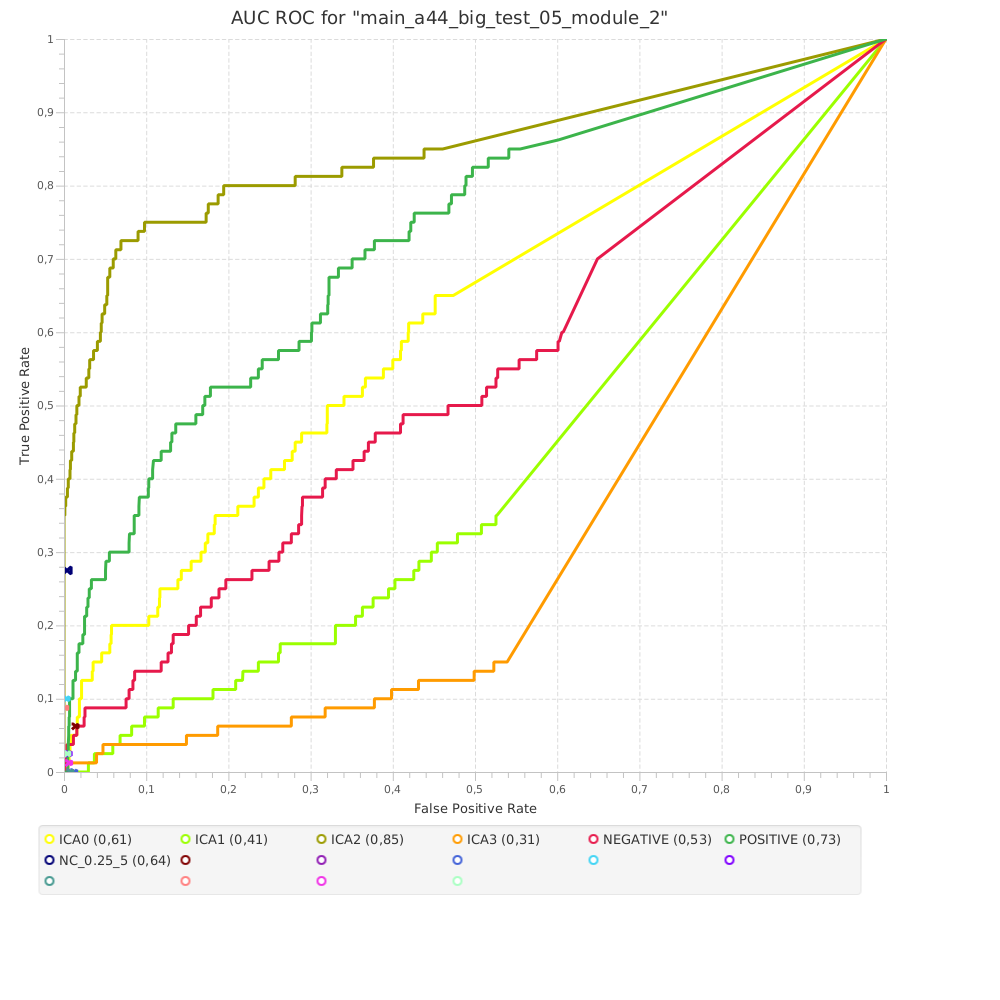 AUC ROC for "main_a44_big_test_05_module_2"
1
0,9
0,8
0,7
0,6
0,5
0,4
0,3
0,2
0,1
0
True Positive Rate
0 0,1 0,2 0,3 0,4 0,5 0,6 0,7 0,8 0,9 1
False Positive Rate
ICA0 (0,61) ICA1 (0,41) ICA2 (0,85) ICA3 (0,31) NEGATIVE (0,53) POSITIVE (0,73)
NC_0.25_5 (0,64)